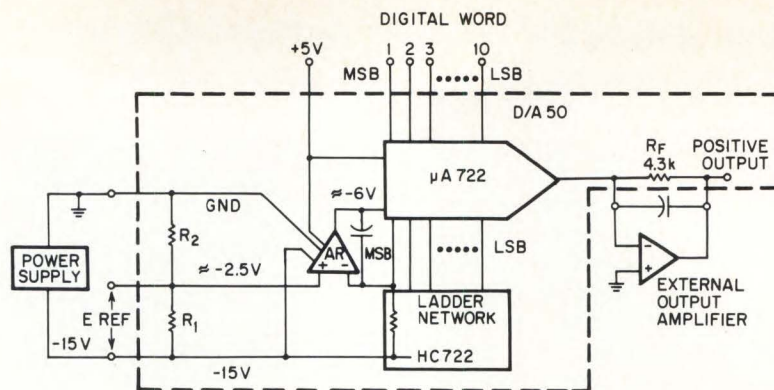 DIGITAL WORD
+5V
1 2 3 10
MSB
LSB
D/A 50
RF
4.3k
POSITIVE
OUTPUT
μA 722
≈-6V
GND
R2
MSB
LSB
AR
POWER
SUPPLY
≈ -2.5V
+ -
-
+
EXTERNAL
OUTPUT
AMPLIFIER
LADDER
NETWORK
E REF
R1
HC722
-15V
-15V